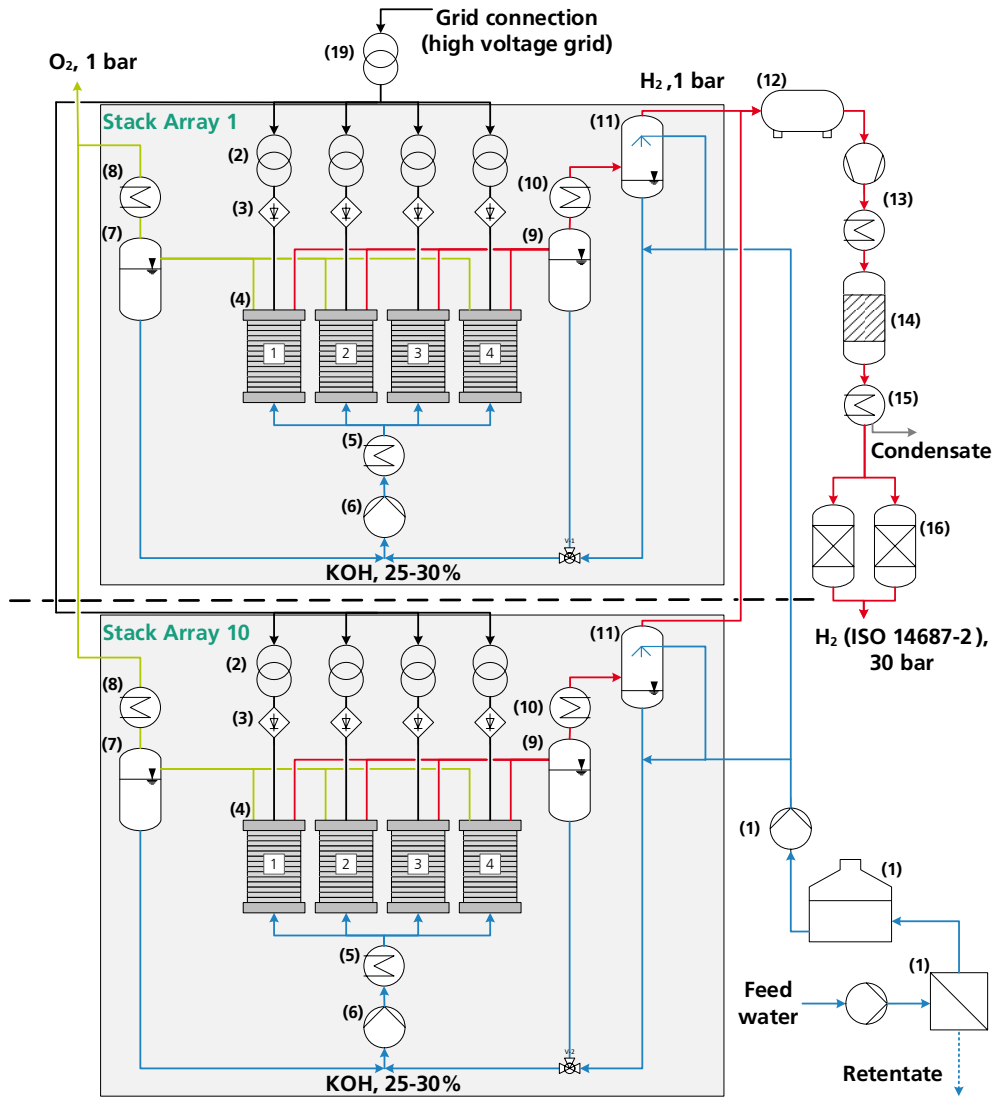 Grid connection
(high voltage grid)
(19)
O₂, 1 bar
H₂ ,1 bar
(12)
Stack Array 1
(11)
(2)
(8)
(10)
(13)
(3)
(7)
(9)
(4)
(14)
1
2
3
4
(15)
(5)
Condensate
(6)
(16)
V-1
KOH, 25-30%
Stack Array 10
(11)
H₂ (ISO 14687-2),
30 bar
(2)
(8)
(10)
(3)
(7)
(9)
(4)
(1)
1
2
3
4
(1)
(5)
(1)
Feed
water
(6)
V-2
Retentate
KOH, 25-30%